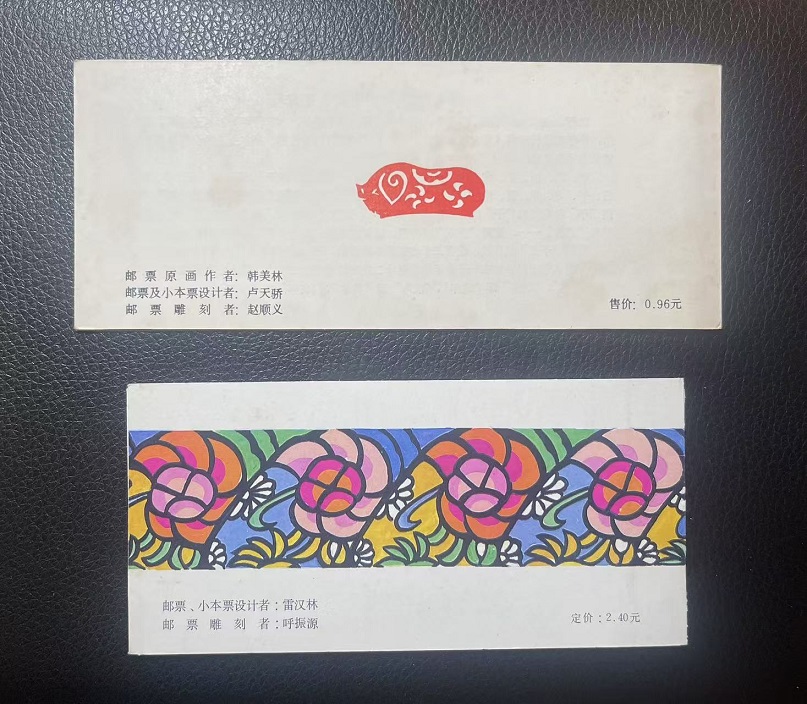 邮票原画作者：韩美林
邮票及小本票设计者：卢天骄
邮票雕刻者：赵顺义
售价：0.96元
邮票、小本票设计者：雷汉林
邮票雕刻者：呼振源
定价：2.40元